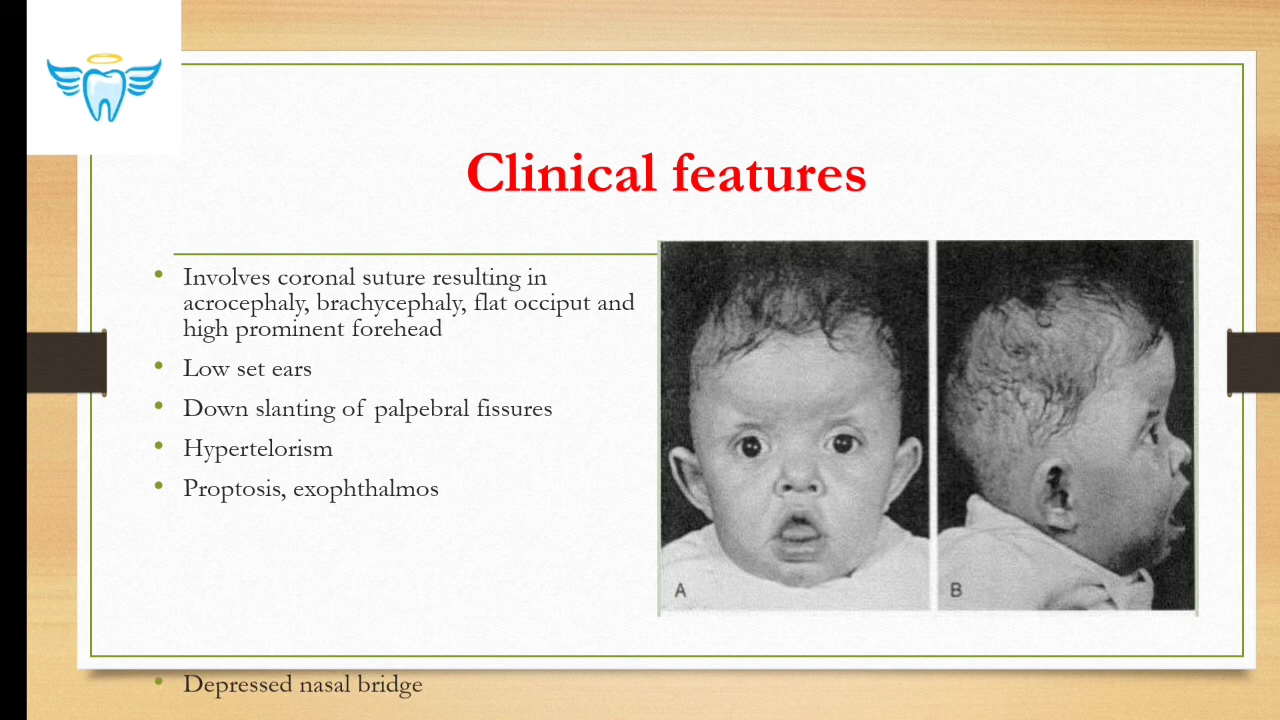 Clinical features
• Involves coronal suture resulting in
acrocephaly, brachycephaly, flat occiput and
high prominent forehead
• Low set ears
• Down slanting of palpebral fissures
• Hypertelorism
• Proptosis, exophthalmos
A
B
• Depressed nasal bridge